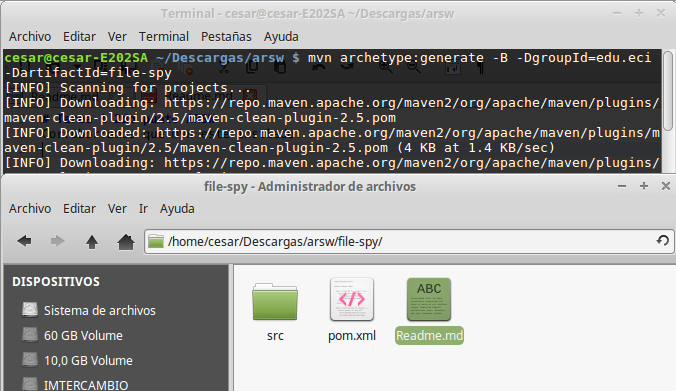 Terminal - cesar@cesar-E202SA ~/Descargas/arsw
Archivo Editar Ver Terminal Pestañas Ayuda
cesar@cesar-E202SA ~/Descargas/arsw $ mvn archetype:generate -B -DgroupId=edu.eci
-DartifactId=file-spy
[INFO] Scanning for projects...
[INFO] Downloading: https://repo.maven.apache.org/maven2/org/apache/maven/plugins/
maven-clean-plugin/2.5/maven-clean-plugin-2.5.pom
[INFO] Downloaded: https://repo.maven.apache.org/maven2/org/apache/maven/plugins/m
aven-clean-plugin/2.5/maven-clean-plugin-2.5.pom (4 KB at 1.4 KB/sec)
[INFO] Downloading: https://repo.maven.apache.org/maven2/org/apache/maven/plugins/
file-spy - Administrador de archivos
Archivo Editar Ver Ir Ayuda
/home/cesar/Descargas/arsw/file-spy/
DISPOSITIVOS
Sistema de archivos
60 GB Volume
10,0 GB Volume
IMTERCAMBIO
ABC
src
pom.xml
Readme.md